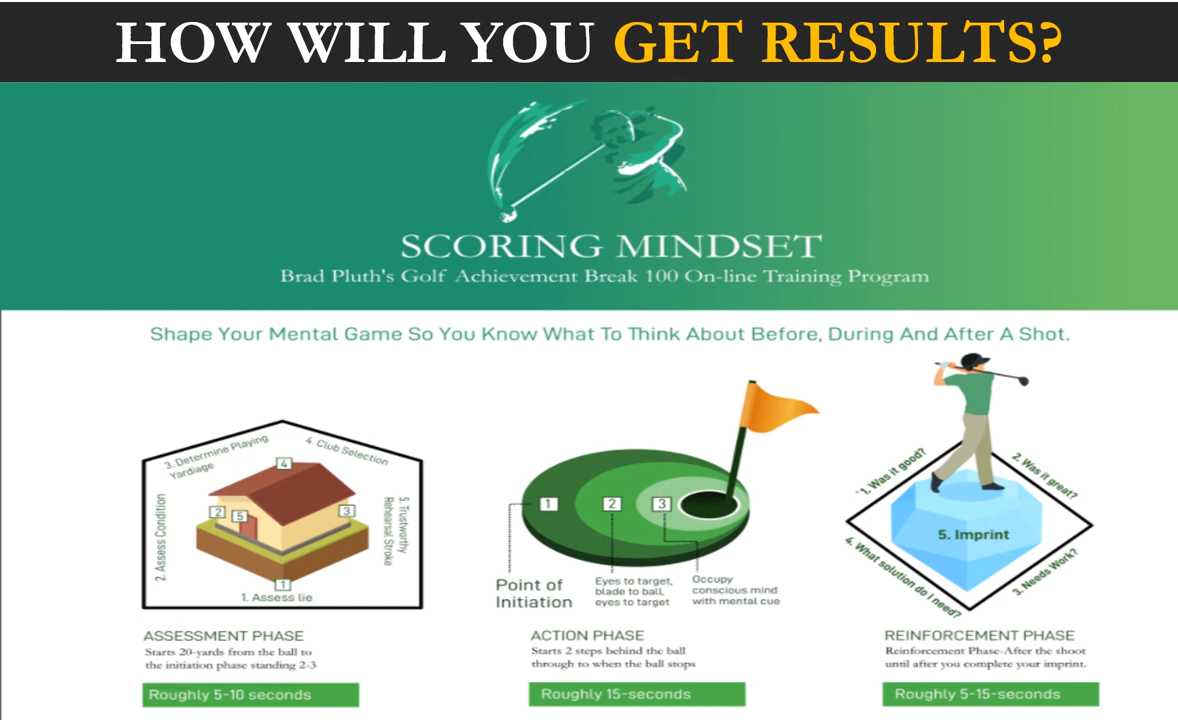 HOW WILL YOU GET RESULTS?
SCORING MINDSET
Brad Pluth's Golf Achievement Break 100 On-line Training Program
Shape Your Mental Game So You Know What To Think About Before, During And After A Shot.
3. Determine Playing
Yardiage
4. Club Selection
2. Assess Condition
5. Trustworthy
Rehearsal Stroke
4
2
5
3
1
1. Assess lie
ASSESSMENT PHASE
Starts 20-yards from the ball to
the initiation phase standing 2-3
Roughly 5-10 seconds
1
2
3
Point of
Initiation
Eyes to target,
blade to ball,
eyes to target
Occupy
conscious mind
with mental cue
ACTION PHASE
Starts 2 steps behind the ball
through to when the ball stops
Roughly 15-seconds
1. Was it good?
2. Was it great?
5. Imprint
4. What solution do I need?
3. Needs Work?
REINFORCEMENT PHASE
Reinforcement Phase-After the shoot
until after you complete your imprint.
Roughly 5-15-seconds